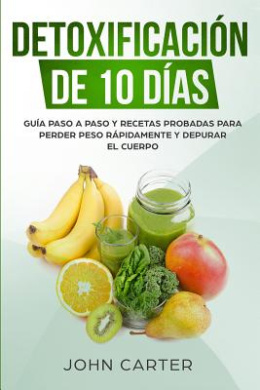 DETOXIFICACIÓN
DE 10 DÍAS
GUÍA PASO A PASO Y RECETAS PROBADAS PARA
PERDER PESO RÁPIDAMENTE Y DEPURAR
EL CUERPO
JOHN CARTER